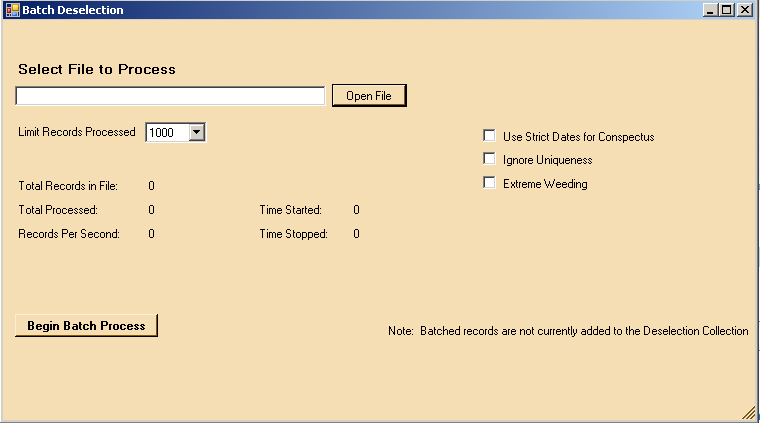 Batch Deselection
Select File to Process
Open File
Limit Records Processed 1000
Use Strict Dates for Conspectus
Ignore Uniqueness
Extreme Weeding
Total Records in File: 0
Total Processed: 0 Time Started: 0
Records Per Second: 0 Time Stopped: 0
Begin Batch Process
Note: Batched records are not currently added to the Deselection Collection